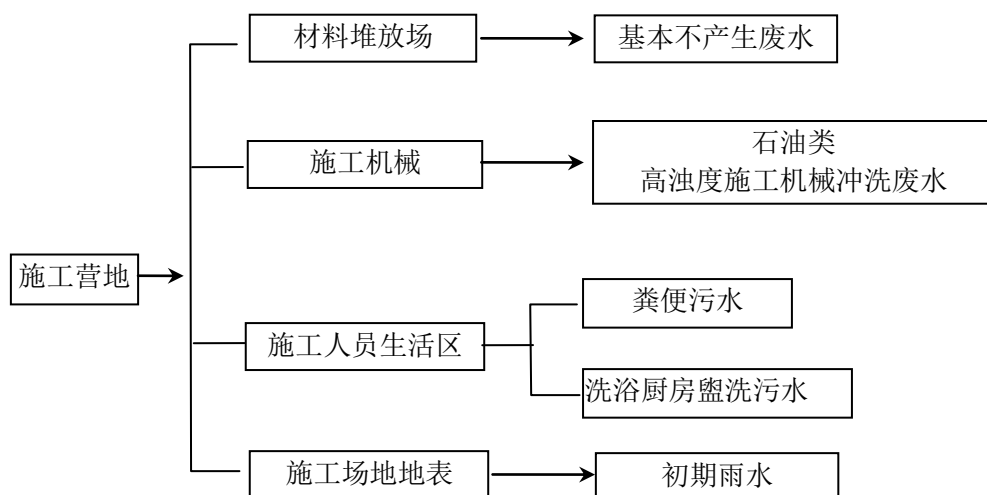 材料堆放场
基本不产生废水
施工机械
石油类
高浊度施工机械冲洗废水
施工营地
粪便污水
施工人员生活区
洗浴厨房盥洗污水
施工场地地表
初期雨水